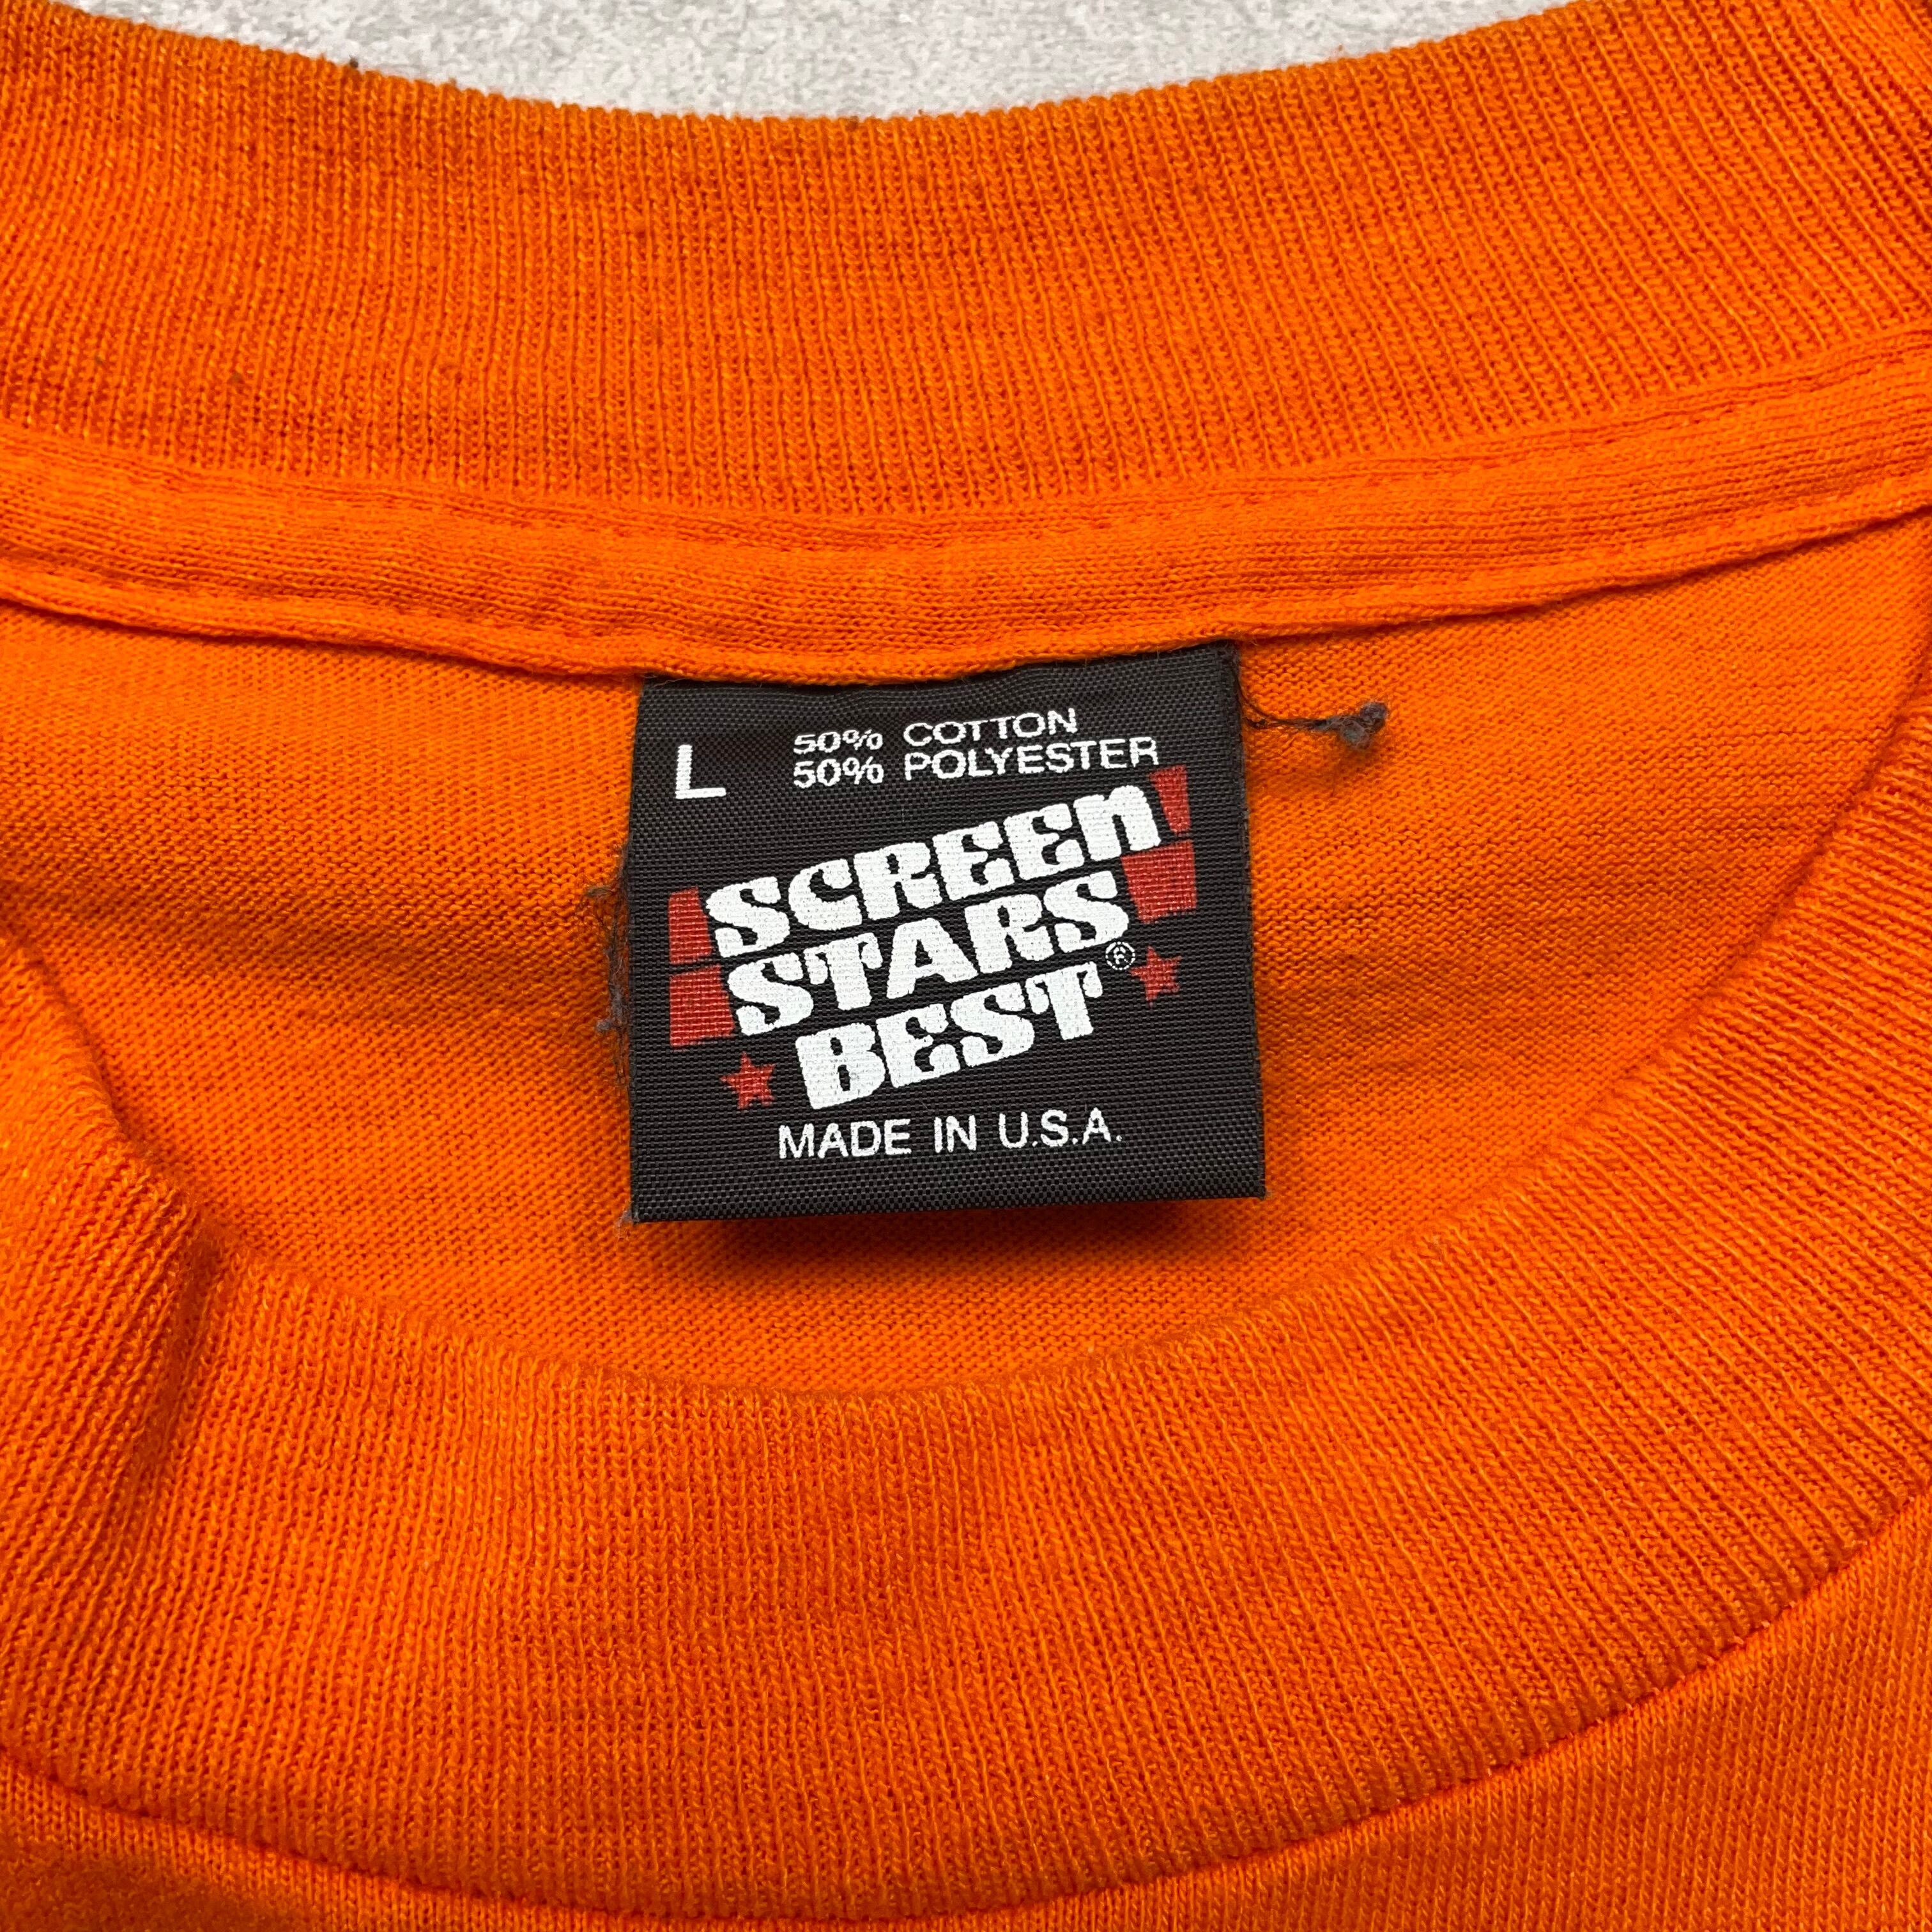 L
50% COTTON
50% POLYESTER
SCREEN
STARS
BEST®
MADE IN U.S.A.